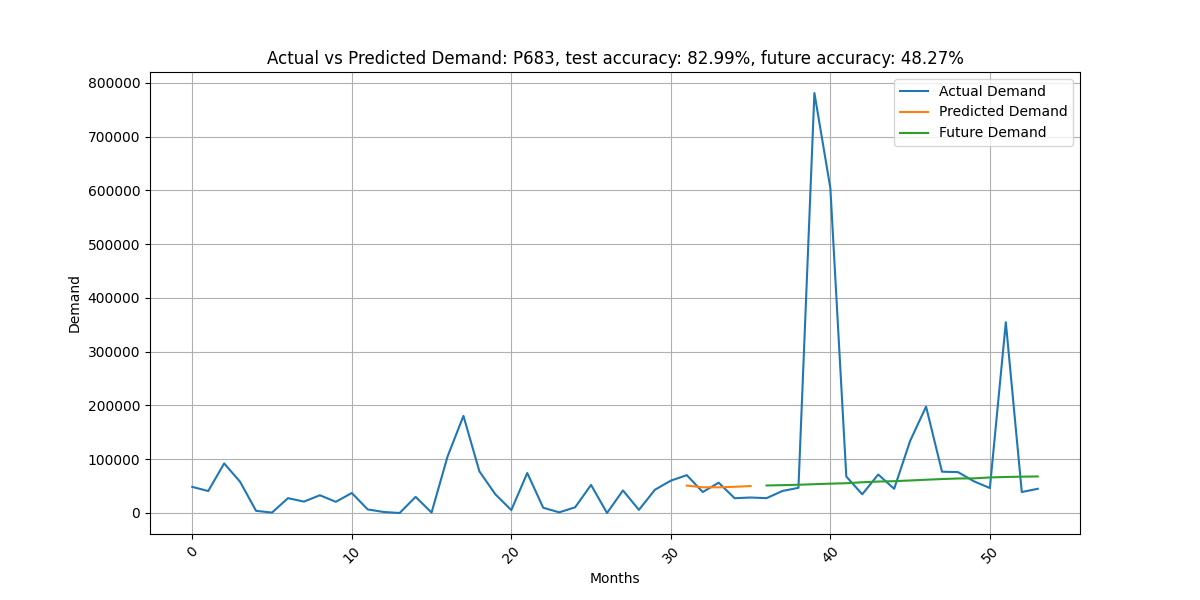 Actual vs Predicted Demand: P683, test accuracy: 82.99%, future accuracy: 48.27%
Actual Demand
Predicted Demand
Future Demand
800000
700000
600000
500000
400000
300000
200000
100000
0
Demand
0
10
20
30
40
50
Months